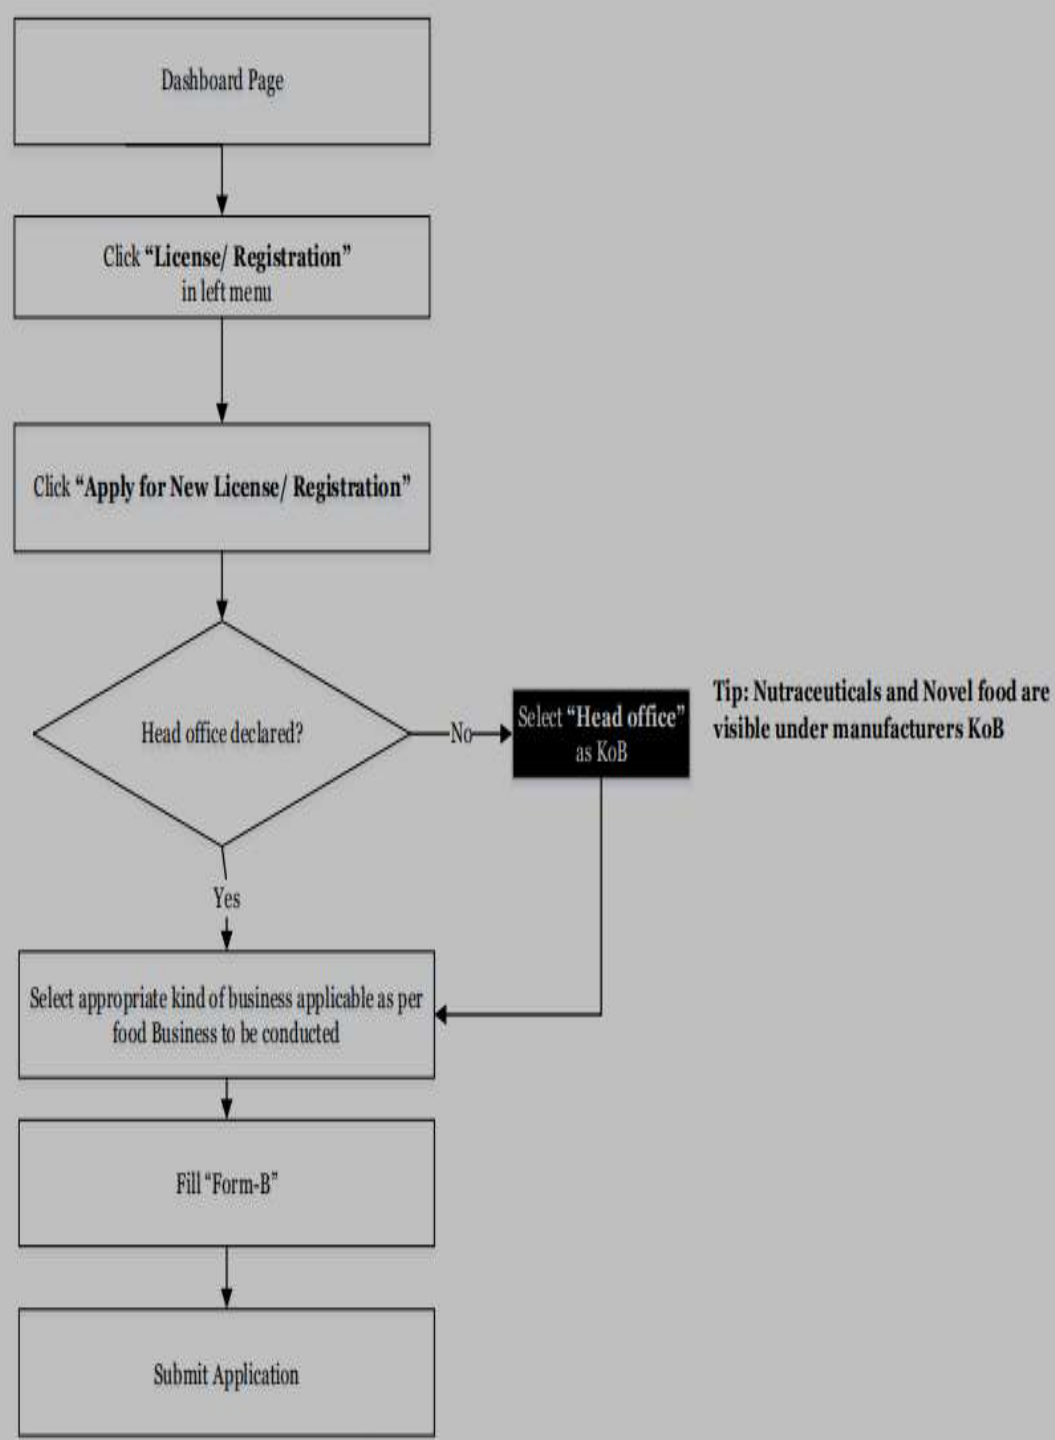 Dashboard Page
Click “License/ Registration”
in left menu
Click “Apply for New License/ Registration”
Head office declared?
No
Select “Head office”
as KoB
Tip: Nutraceuticals and Novel food are
visible under manufacturers KoB
Yes
Select appropriate kind of business applicable as per
food Business to be conducted
Fill “Form-B”
Submit Application